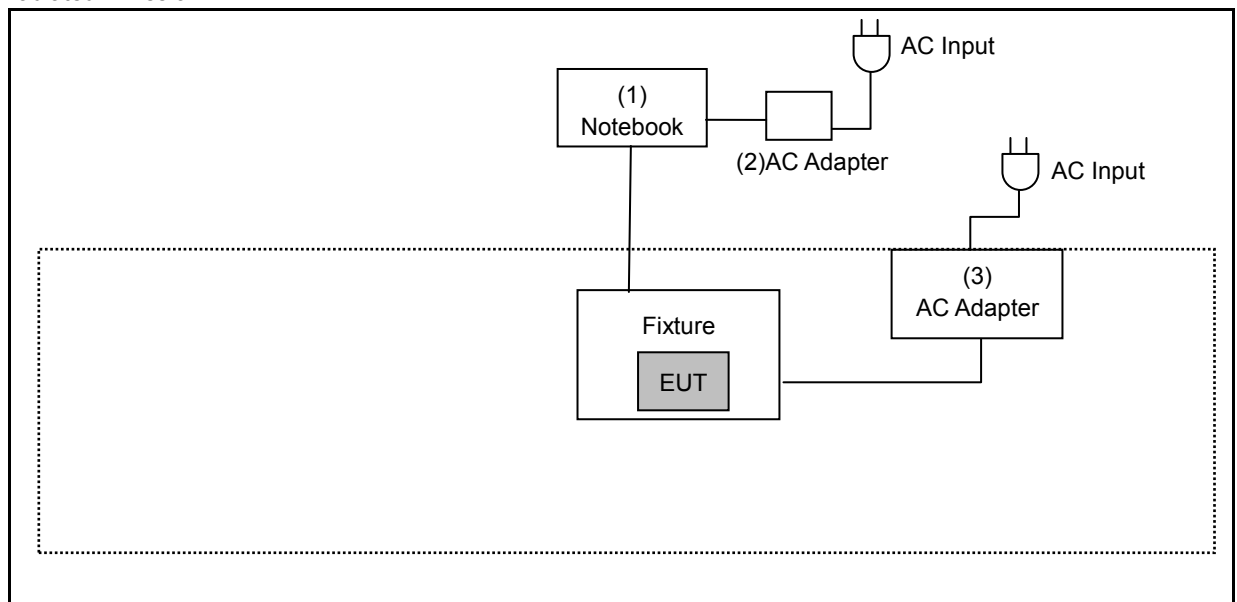 AC Input
(1)
Notebook
(2)AC Adapter
AC Input
(3)
AC Adapter
Fixture
EUT